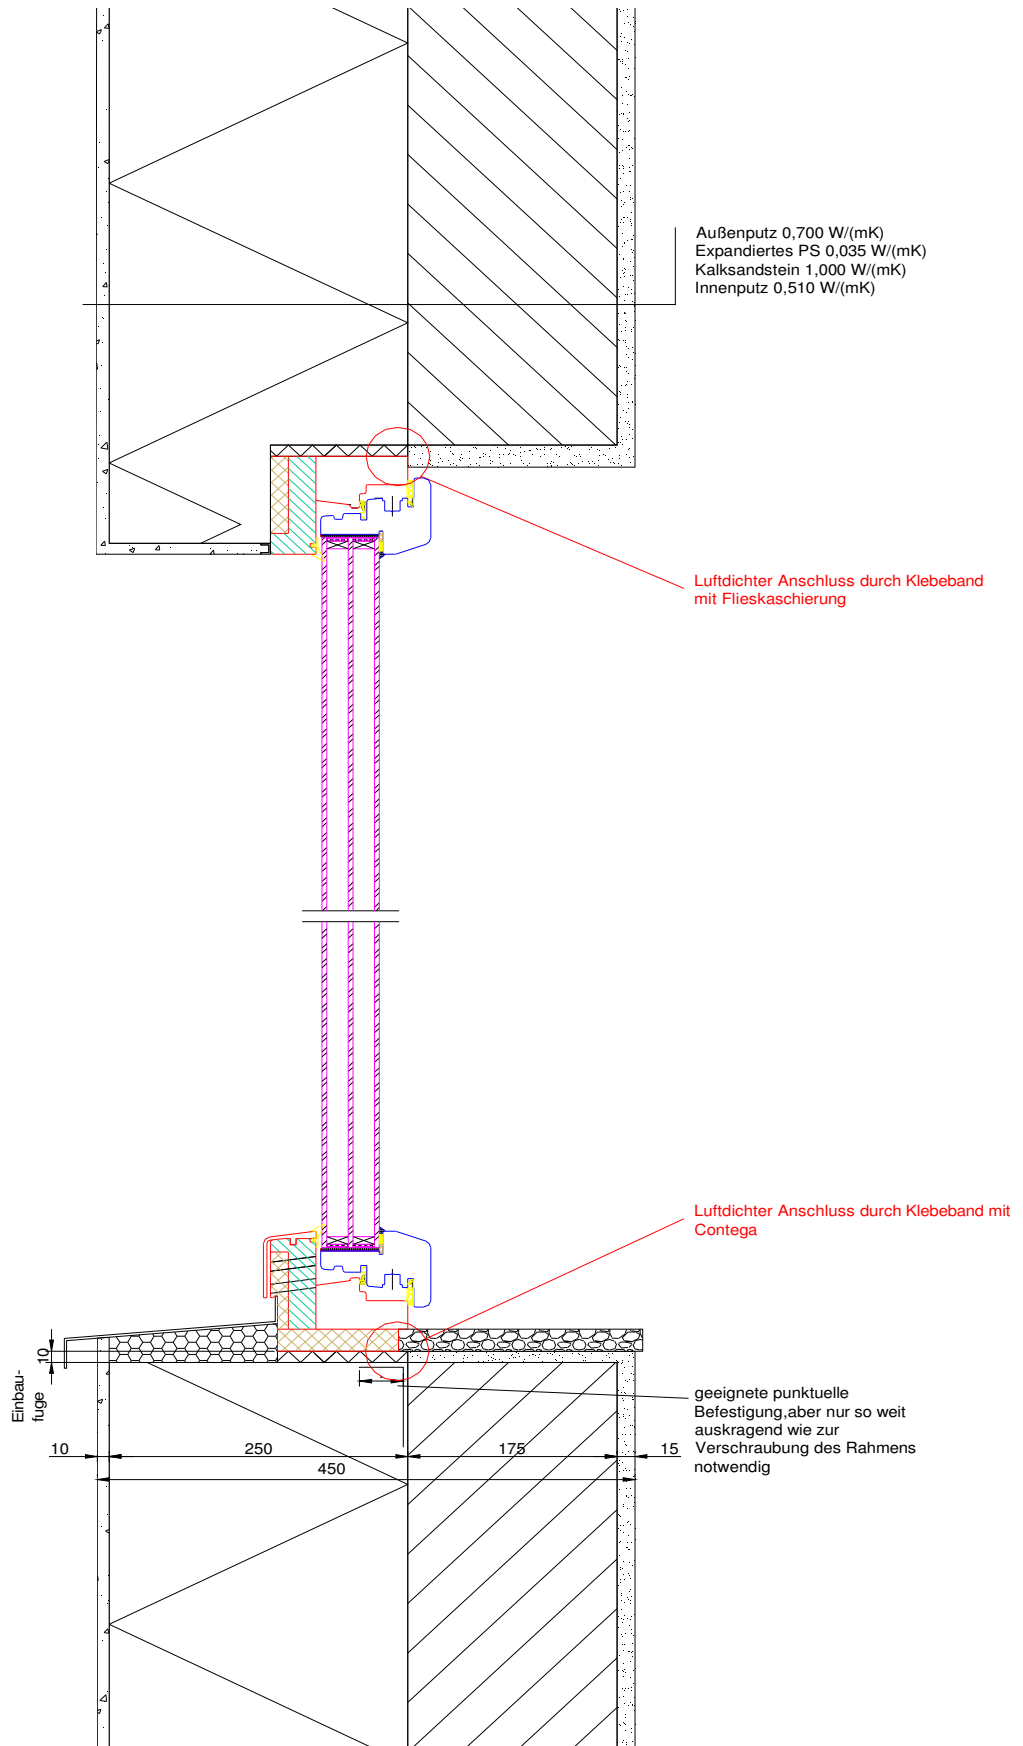 Außenputz 0,700 W/(mK)
Expandiertes PS 0,035 W/(mK)
Kalksandstein 1,000 W/(mK)
Innenputz 0,510 W/(mK)
Luftdichter Anschluss durch Klebeband
mit Flieskaschierung
Luftdichter Anschluss durch Klebeband mit
Contega
10
Einbau-
fuge
geeignete punktuelle
Befestigung,aber nur so weit
auskragend wie zur
Verschraubung des Rahmens
notwendig
10
250
175
15
450